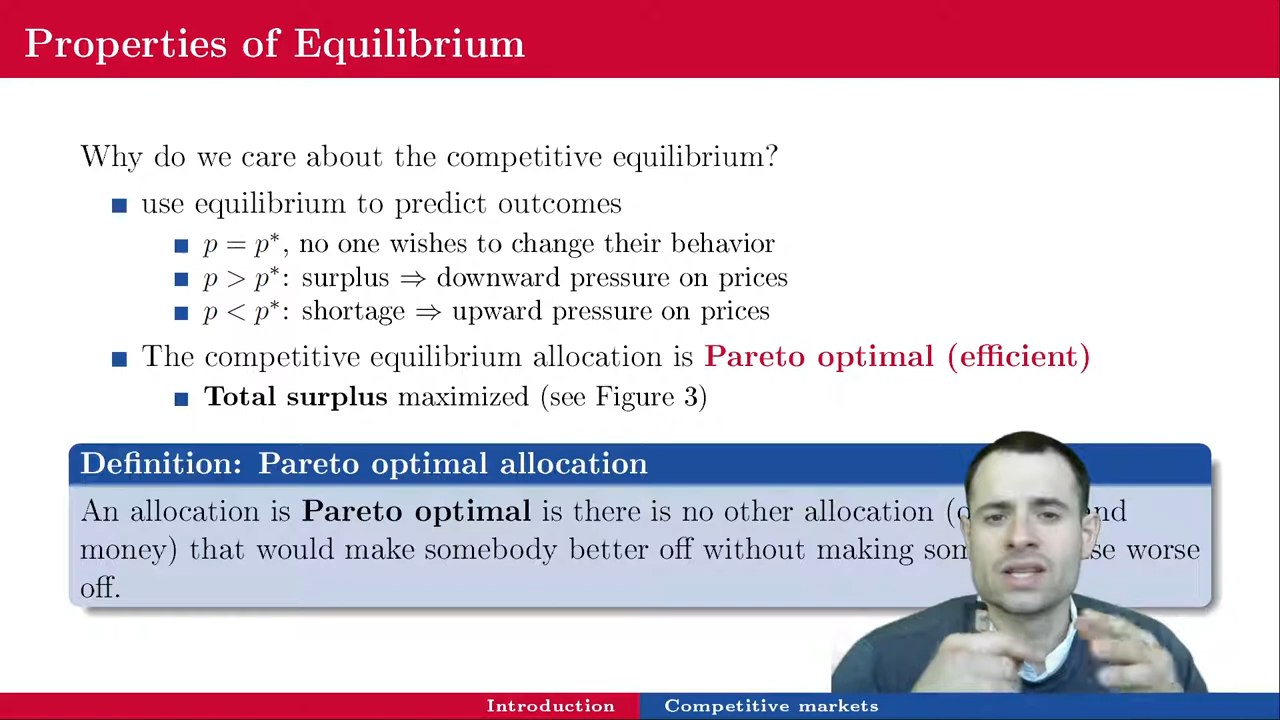 Properties of Equilibrium
Why do we care about the competitive equilibrium?
use equilibrium to predict outcomes
p = p*, no one wishes to change their behavior
p > p*: surplus ⇒ downward pressure on prices
p < p*: shortage ⇒ upward pressure on prices
The competitive equilibrium allocation is Pareto optimal (efficient)
Total surplus maximized (see Figure 3)
Definition: Pareto optimal allocation
An allocation is Pareto optimal is there is no other allocation and
money) that would make somebody better off without making worse
off.
Introduction
Competitive markets